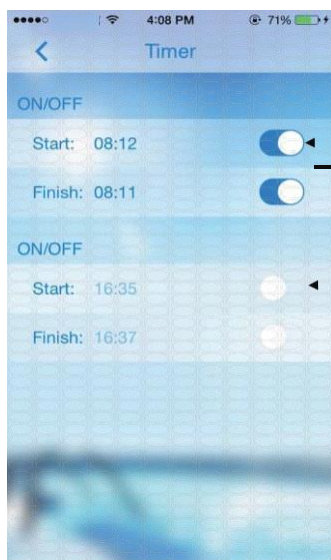 4:08 PM 71%
Timer
ON/OFF
Start: 08:12
Finish: 08:11
ON/OFF
Start: 16:35
Finish: 16:37